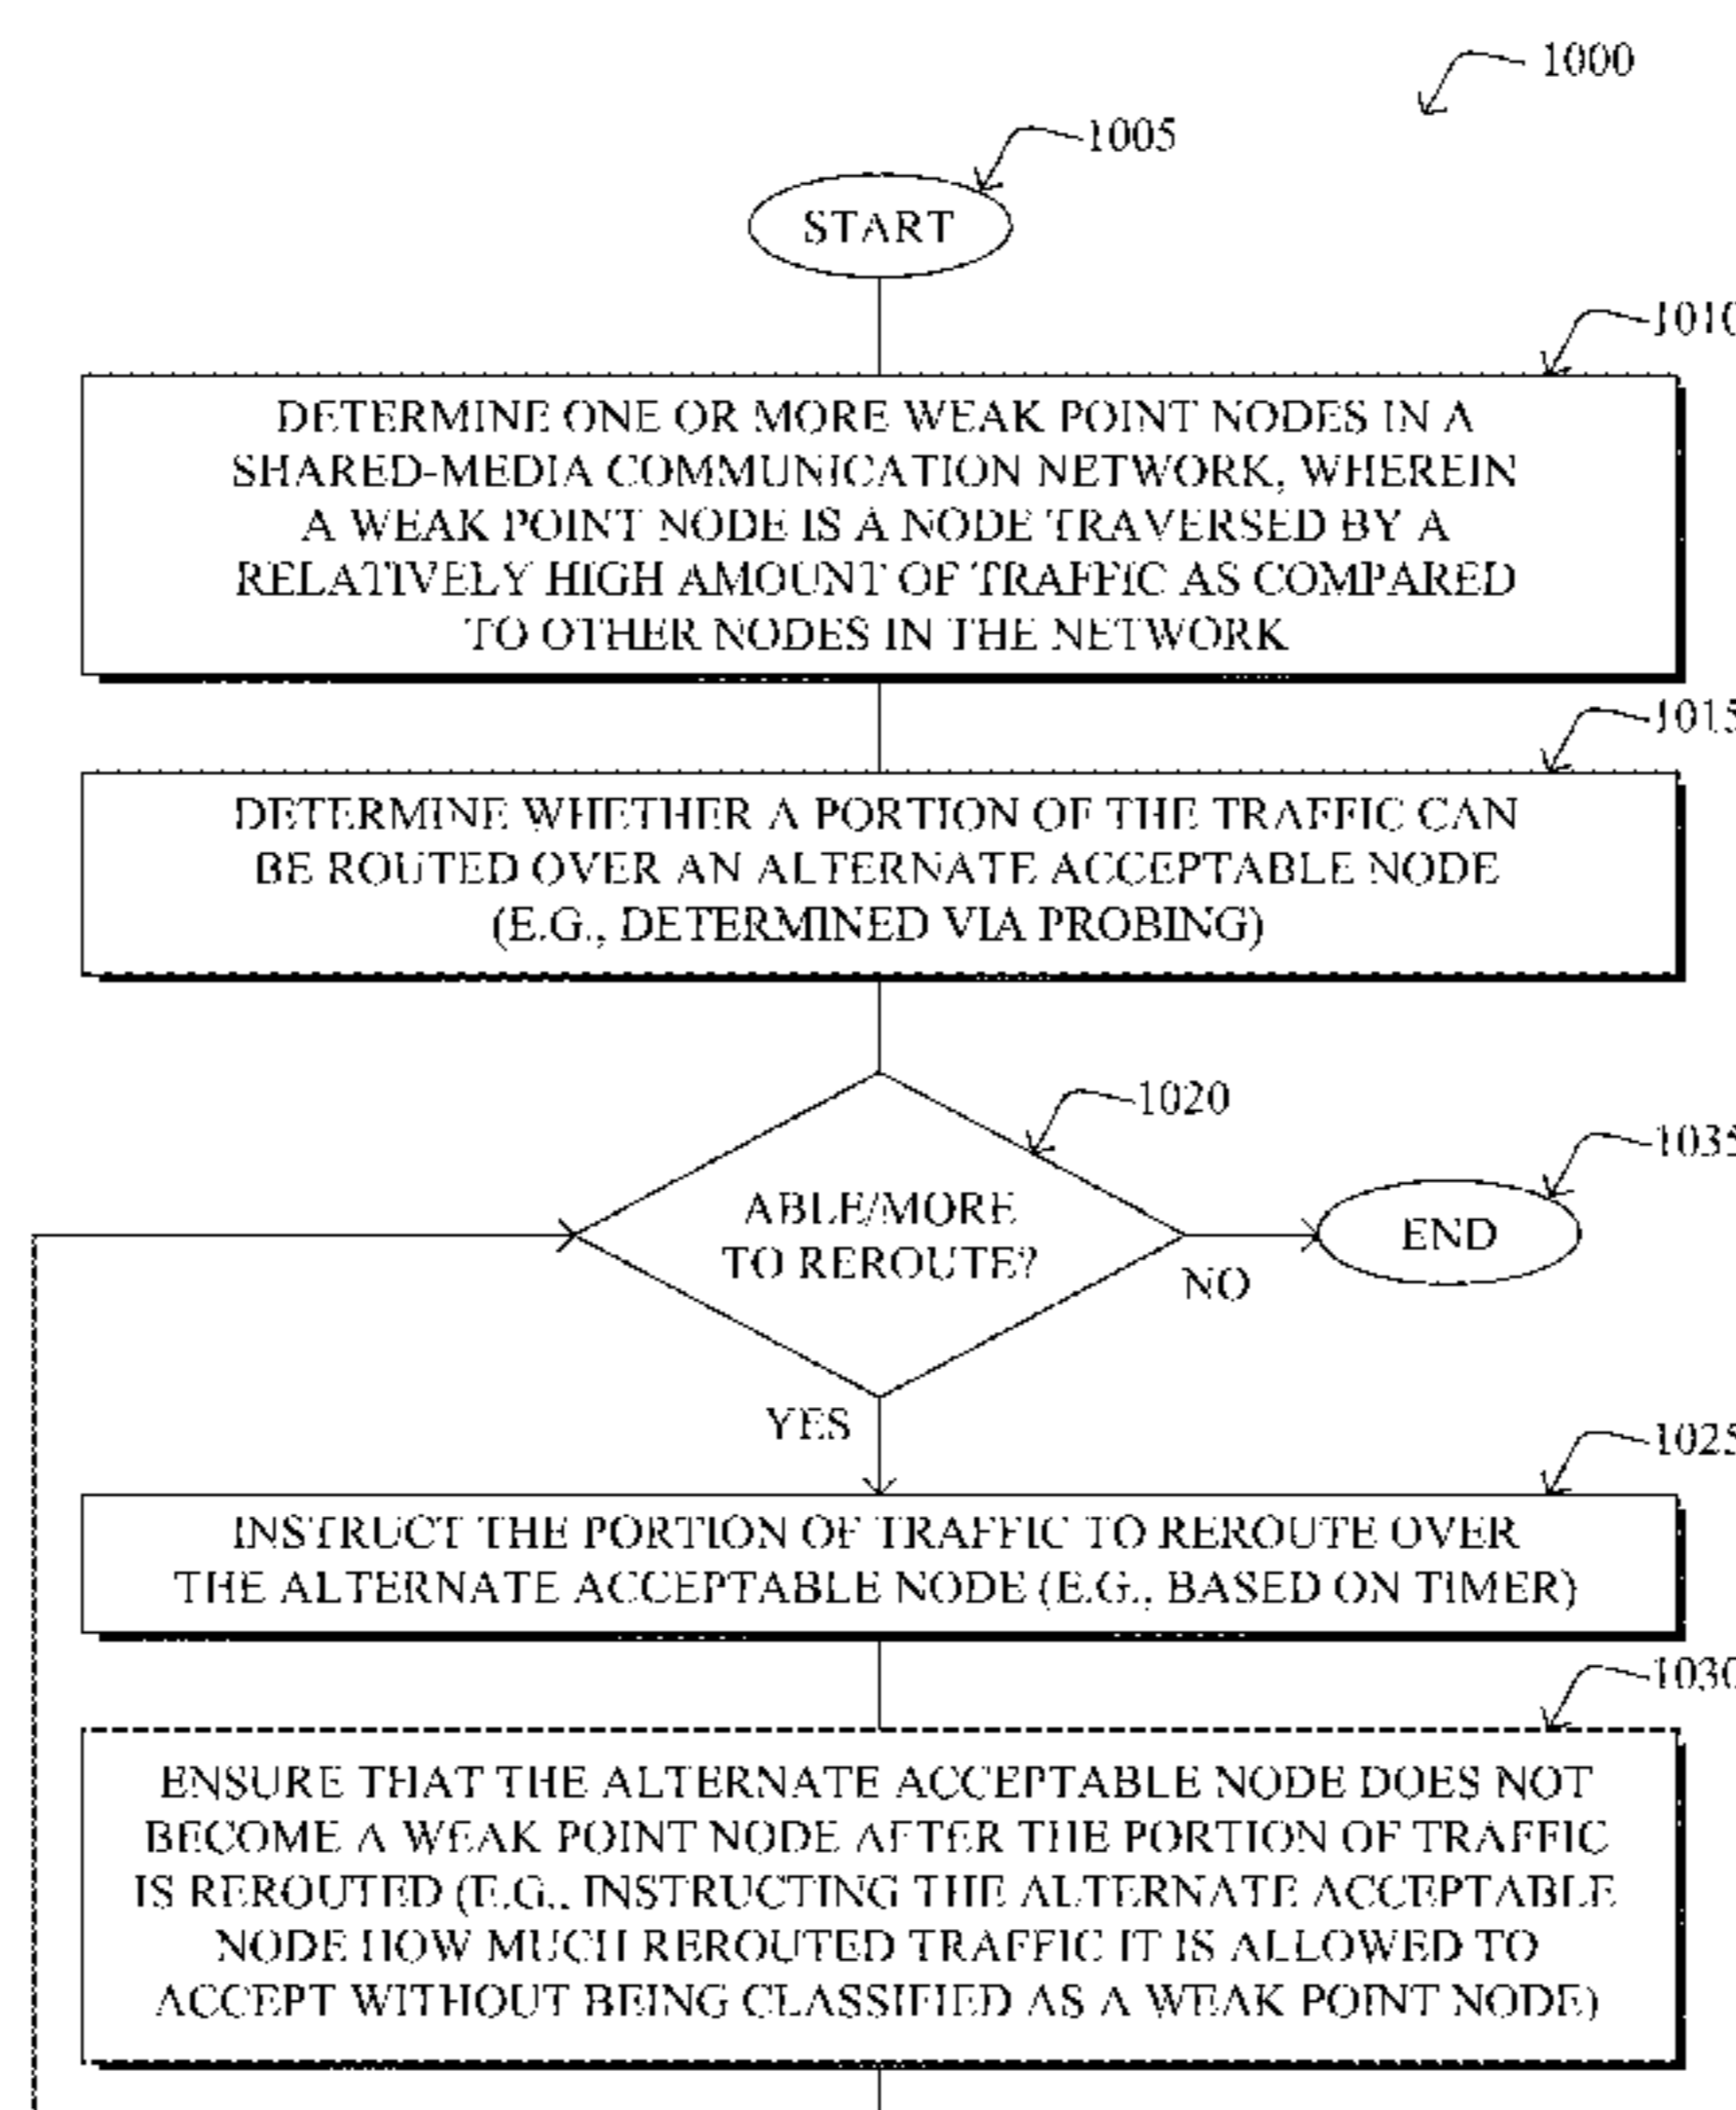 1000
1005
START
1010
DETERMINE ONE OR MORE WEAK POINT NODES IN A
SHARED-MEDIA COMMUNICATION NETWORK, WHEREIN
A WEAK POINT NODE IS A NODE TRAVERSED BY A
RELATIVELY HIGH AMOUNT OF TRAFFIC AS COMPARED
TO OTHER NODES IN THE NETWORK
1015
DETERMINE WHETHER A PORTION OF THE TRAFFIC CAN
BE ROUTED OVER AN ALTERNATE ACCEPTABLE NODE
(E.G., DETERMINED VIA PROBING)
1020
1035
ABLE/MORE
TO REROUTE?
END
NO
YES
1025
INSTRUCT THE PORTION OF TRAFFIC TO REROUTE OVER
THE ALTERNATE ACCEPTABLE NODE (E.G., BASED ON TIMER)
1030
ENSURE THAT THE ALTERNATE ACCEPTABLE NODE DOES NOT
BECOME A WEAK POINT NODE AFTER THE PORTION OF TRAFFIC
IS REROUTED (E.G., INSTRUCTING THE ALTERNATE ACCEPTABLE
NODE HOW MUCH REROUTED TRAFFIC IT IS ALLOWED TO
ACCEPT WITHOUT BEING CLASSIFIED AS A WEAK POINT NODE)